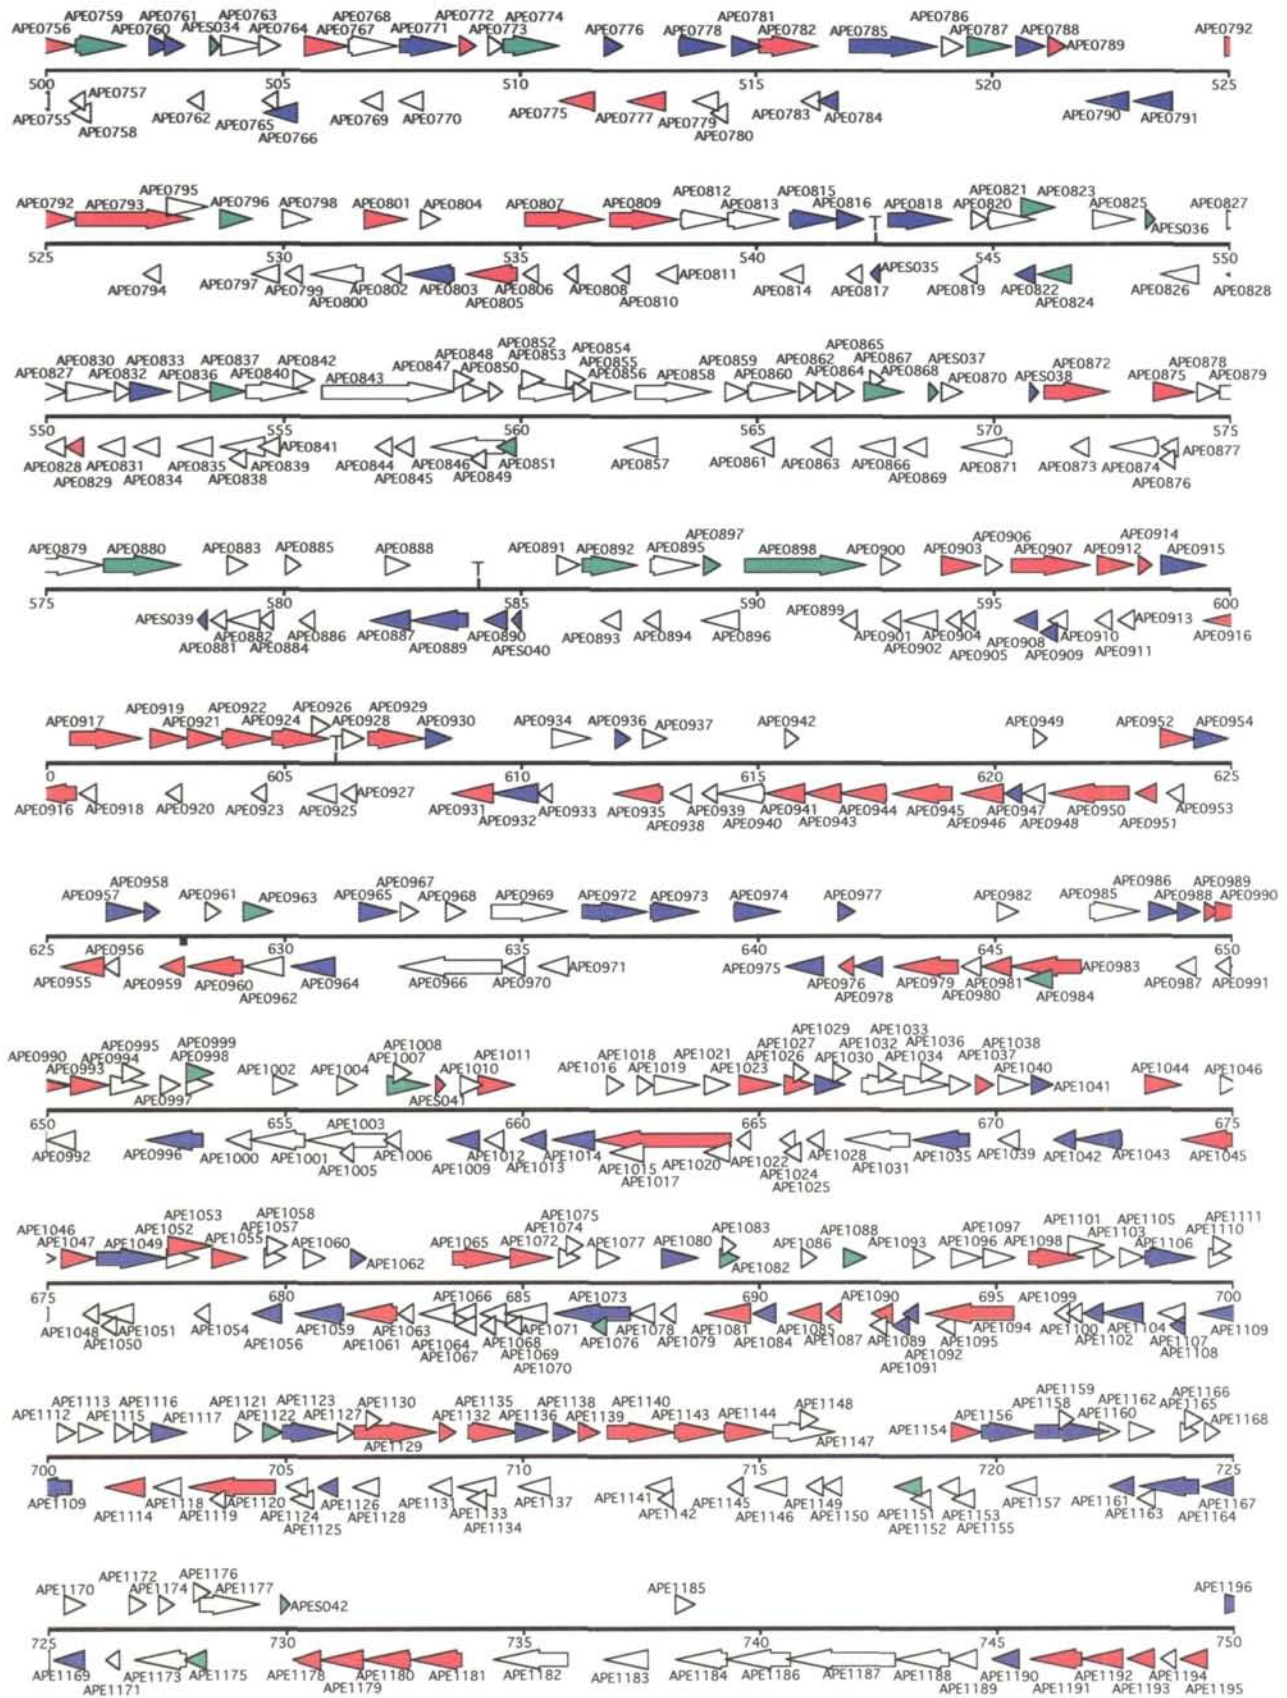 APE0763
APE0759 APE0761 APE0768 APE0772 APE0774 APE0781 APE0786
APE0756 APE0760 APES034 APE0764 APE0767 APE0771 APE0773 APE0776 APE0778 APE0782 APE0785 APE0787 APE0788 APE0789 APE0792
500 505 510 515 520 525
APE0755 APE0757 APE0758 APE0762 APE0765 APE0766 APE0769 APE0770 APE0775 APE0777 APE0779 APE0780 APE0783 APE0784 APE0790 APE0791
APE0795 APE0812 APE0815 APE0821 APE0823
APE0792 APE0793 APE0796 APE0798 APE0801 APE0804 APE0807 APE0809 APE0813 APE0816 T APE0818 APE0820 APE0825 APES036 APE0827
525 530 535 540 545 550
APE0794 APE0797 APE0799 APE0800 APE0802 APE0803 APE0805 APE0806 APE0808 APE0810 APE0811 APE0814 APE0817 APES035 APE0819 APE0822 APE0824 APE0826 APE0828
APE0852 APE0865
APE0830 APE0833 APE0837 APE0842 APE0848 APE0853 APE0854 APE0855 APE0859 APE0862 APE0867 APES037 APE0872 APE0878
APE0827 APE0832 APE0836 APE0840 APE0843 APE0847 APE0850 APE0856 APE0858 APE0860 APE0864 APE0868 APE0870 APES038 APE0875 APE0879
550 555 560 565 570 575
APE0828 APE0829 APE0831 APE0834 APE0835 APE0838 APE0839 APE0841 APE0844 APE0845 APE0846 APE0849 APE0851 APE0857 APE0861 APE0863 APE0866 APE0869 APE0871 APE0873 APE0874 APE0876 APE0877
APE0897 APE0906 APE0914
APE0879 APE0880 APE0883 APE0885 APE0888 T APE0891 APE0892 APE0895 APE0898 APE0900 APE0903 APE0907 APE0912 APE0915
575 580 585 590 595 600
APES039 APE0881 APE0882 APE0884 APE0886 APE0887 APE0889 APE0890 APES040 APE0893 APE0894 APE0896 APE0899 APE0901 APE0902 APE0904 APE0905 APE0908 APE0909 APE0910 APE0911 APE0913 APE0916
APE0919 APE0922 APE0926 APE0929
APE0917 APE0921 APE0924 T APE0928 APE0930 APE0934 APE0936 APE0937 APE0942 APE0949 APE0952 APE0954
0 605 610 615 620 625
APE0916 APE0918 APE0920 APE0923 APE0925 APE0927 APE0931 APE0932 APE0933 APE0935 APE0938 APE0939 APE0940 APE0941 APE0943 APE0944 APE0945 APE0946 APE0947 APE0948 APE0950 APE0951 APE0953
APE0958 APE0967 APE0986 APE0989
APE0957 APE0961 APE0963 APE0965 APE0968 APE0969 APE0972 APE0973 APE0974 APE0977 APE0982 APE0985 APE0988 APE0990
625 630 635 640 645 650
APE0955 APE0956 APE0959 APE0960 APE0962 APE0964 APE0966 APE0970 APE0971 APE0975 APE0976 APE0978 APE0979 APE0980 APE0981 APE0983 APE0984 APE0987 APE0991
APE0995 APE0999 APE1008 APE1029 APE1033
APE0990 APE0993 APE0994 APE0997 APE0998 APE1002 APE1004 APE1007 APES041 APE1010 APE1011 APE1016 APE1018 APE1019 APE1021 APE1023 APE1026 APE1027 APE1030 APE1032 APE1034 APE1036 APE1037 APE1038 APE1040 APE1041 APE1044 APE1046
650 655 660 665 670 675
APE0992 APE0996 APE1000 APE1001 APE1003 APE1005 APE1006 APE1009 APE1012 APE1013 APE1014 APE1015 APE1017 APE1020 APE1022 APE1024 APE1025 APE1028 APE1031 APE1035 APE1039 APE1042 APE1043 APE1045
APE1053 APE1058 APE1075
APE1046 APE1047 APE1049 APE1052 APE1055 APE1057 APE1060 APE1062 APE1065 APE1072 APE1074 APE1077 APE1080 APE1083 APE1082 APE1086 APE1088 APE1093 APE1096 APE1097 APE1098 APE1101 APE1103 APE1105 APE1106 APE1110 APE1111
675 680 685 690 695 700
APE1048 APE1050 APE1051 APE1054 APE1056 APE1059 APE1061 APE1063 APE1064 APE1066 APE1067 APE1068 APE1069 APE1070 APE1071 APE1073 APE1076 APE1078 APE1079 APE1081 APE1084 APE1085 APE1087 APE1090 APE1089 APE1091 APE1092 APE1095 APE1094 APE1099 APE1100 APE1102 APE1104 APE1107 APE1108 APE1109
APE1113 APE1116 APE1121 APE1123 APE1130 APE1135 APE1138 APE1140 APE1148 APE1159 APE1162 APE1166
APE1112 APE1115 APE1117 APE1122 APE1127 APE1129 APE1132 APE1136 APE1139 APE1143 APE1144 APE1147 APE1154 APE1156 APE1158 APE1160 APE1165 APE1168
700 705 710 715 720 725
APE1109 APE1114 APE1118 APE1119 APE1120 APE1124 APE1125 APE1126 APE1128 APE1131 APE1133 APE1134 APE1137 APE1141 APE1142 APE1145 APE1146 APE1149 APE1150 APE1151 APE1152 APE1153 APE1155 APE1157 APE1161 APE1163 APE1164 APE1167
APE1172 APE1176
APE1170 APE1174 APE1177 APES042 APE1185 APE1196
725 730 735 740 745 750
APE1169 APE1171 APE1173 APE1175 APE1178 APE1179 APE1180 APE1181 APE1182 APE1183 APE1184 APE1186 APE1187 APE1188 APE1189 APE1190 APE1191 APE1192 APE1193 APE1194 APE1195